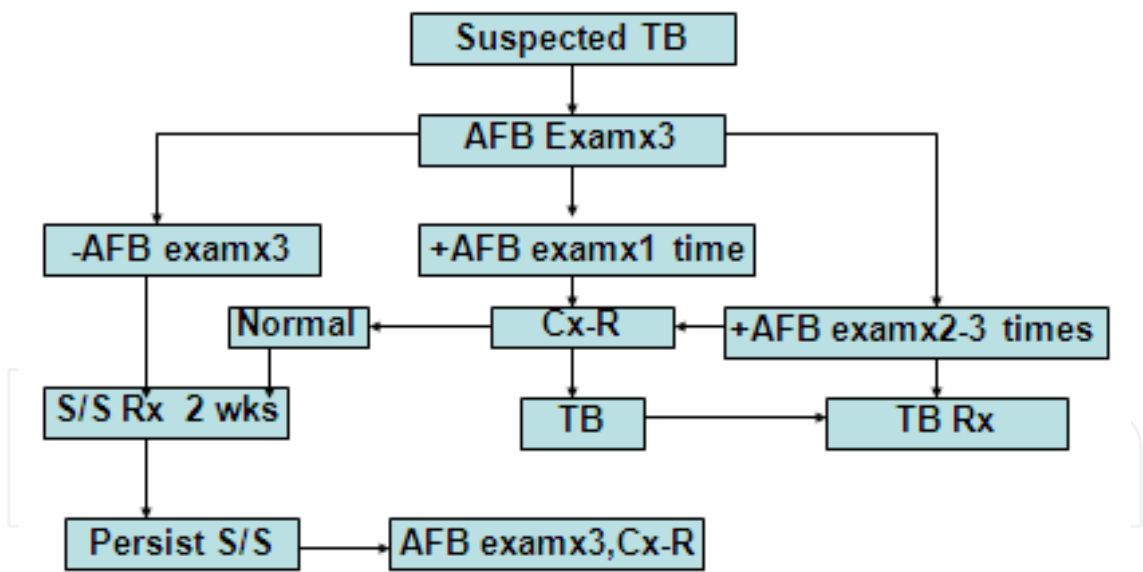 Suspected TB
AFB Examx3
-AFB examx3
+AFB examx1 time
Normal
Cx-R
+AFB examx2-3 times
S/S Rx 2 wks
TB
TB Rx
Persist S/S
AFB examx3,Cx-R